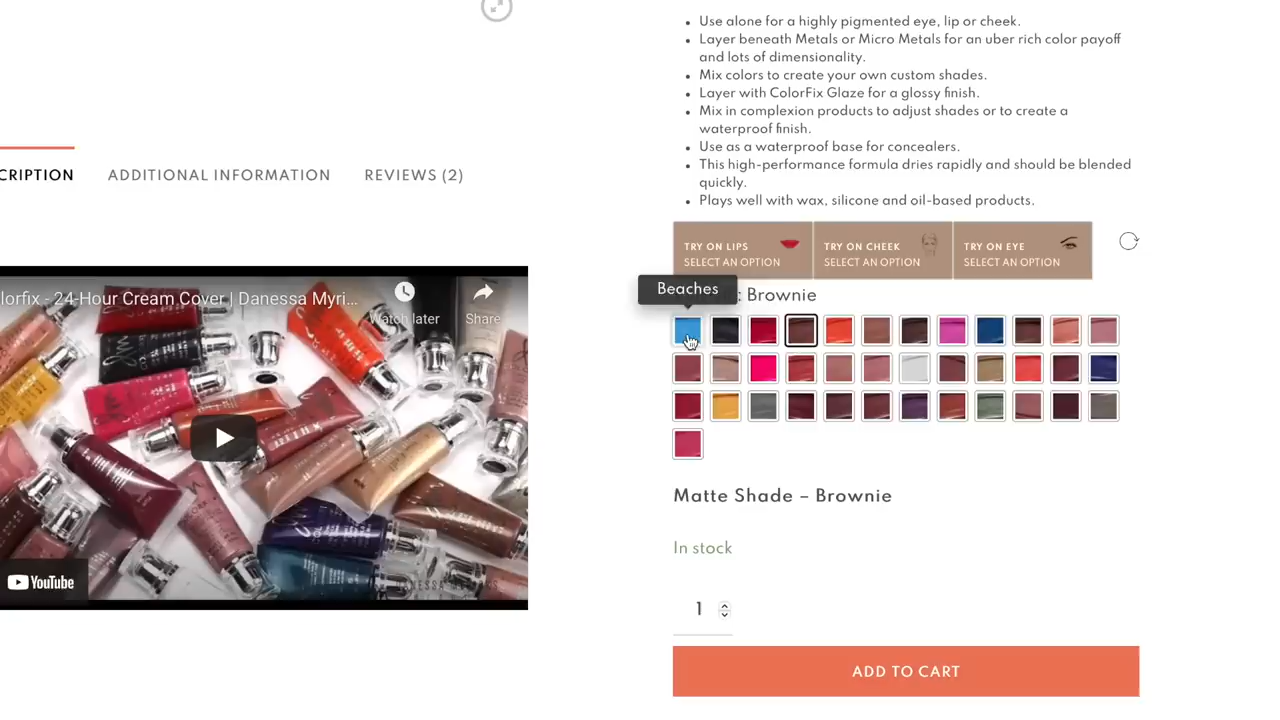 Use alone for a highly pigmented eye, lip or cheek.
Layer beneath Metals or Micro Metals for an uber rich color payoff
and lots of dimensionality.
Mix colors to create your own custom shades.
Layer with ColorFix Glaze for a glossy finish.
Mix in complexion products to adjust shades or to create a
waterproof finish.
Use as a waterproof base for concealers.
This high-performance formula dries rapidly and should be blended
quickly.
Plays well with wax, silicone and oil-based products.
CRIPTION
ADDITIONAL INFORMATION
REVIEWS (2)
TRY ON LIPS
SELECT AN OPTION
TRY ON CHEEK
SELECT AN OPTION
TRY ON EYE
SELECT AN OPTION
Beaches
: Brownie
lorfix - 24-Hour Cream Cover | Danessa Myri...
Watch later
Share
YouTube
Matte Shade – Brownie
In stock
1
ADD TO CART